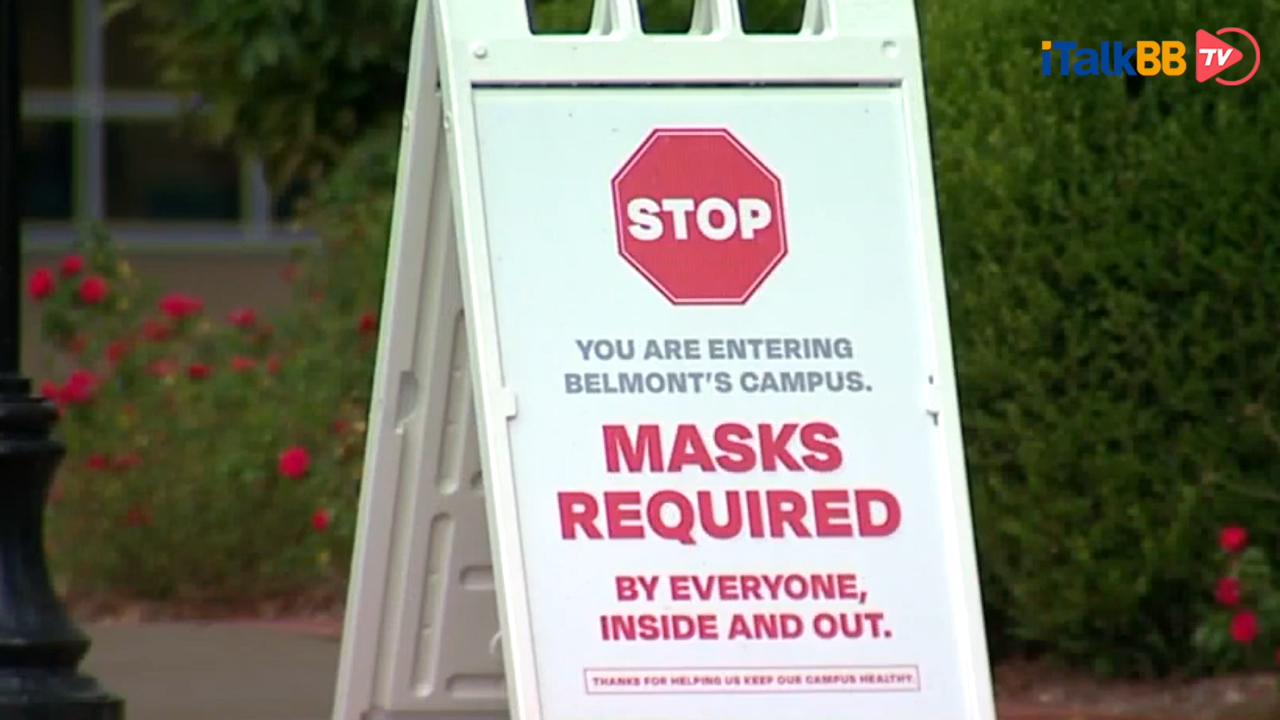 iTalkBB TV
STOP
YOU ARE ENTERING
BELMONT'S CAMPUS.
MASKS
REQUIRED
BY EVERYONE,
INSIDE AND OUT.
THANKS FOR HELPING US KEEP OUR CAMPUS HEALTHY.